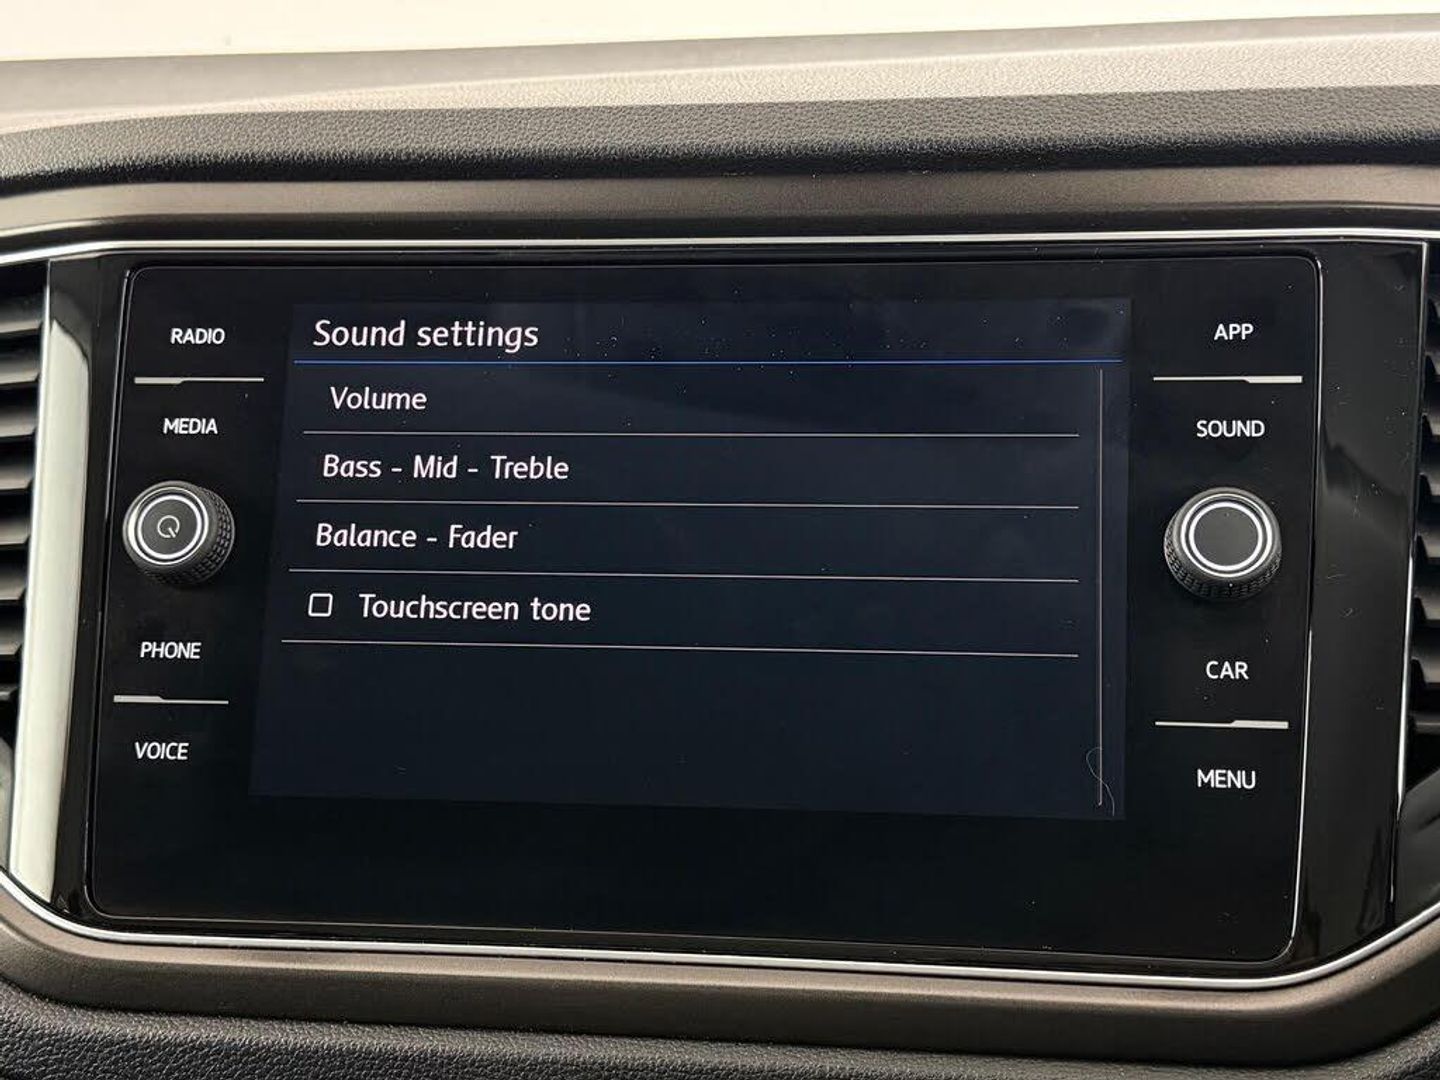 Sound settings
Volume
Bass - Mid - Treble
Balance - Fader
Touchscreen tone
RADIO
MEDIA
PHONE
VOICE
APP
SOUND
CAR
MENU